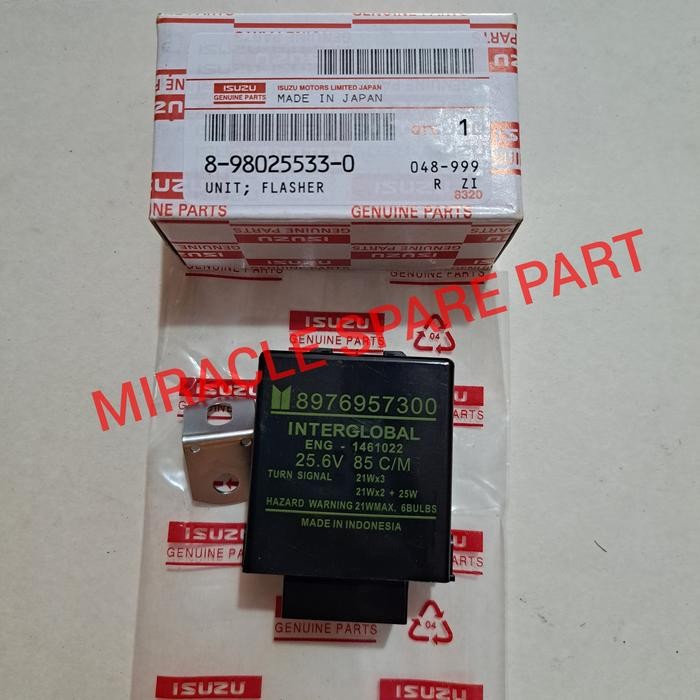 ISUZU
GENUINE PARTS
ISUZU MOTORS LIMITED JAPAN
MADE IN JAPAN
QTY. 1
8-98025533-0
048-999
UNIT; FLASHER
R ZI
8320
GENUINE PARTS
GENUINE PARTS
ISUZU
GENUINE PARTS
ISUZU
04
MIRACLE SPARE PART
8976957300
INTERGLOBAL
ENG - 1461022
25.6V 85 C/M
TURN SIGNAL 21Wx3
21Wx2 + 25W
HAZARD WARNING 21WMAX, 6BULBS
MADE IN INDONESIA
ISUZU
GENUINE PARTS
ISUZU
GENUINE PARTS
GENUINE PARTS
04
ISUZU
ISUZU